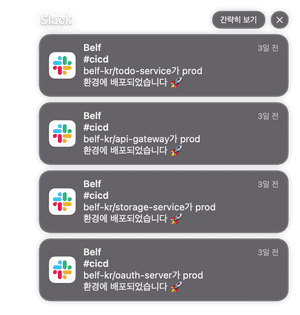 Slack
간략히 보기
Belf
3일 전
#cicd
belf-kr/todo-service가 prod
환경에 배포되었습니다 🚀
Belf
3일 전
#cicd
belf-kr/api-gateway가 prod
환경에 배포되었습니다 🚀
Belf
3일 전
#cicd
belf-kr/storage-service가 prod
환경에 배포되었습니다 🚀
Belf
3일 전
#cicd
belf-kr/oauth-server가 prod
환경에 배포되었습니다 🚀